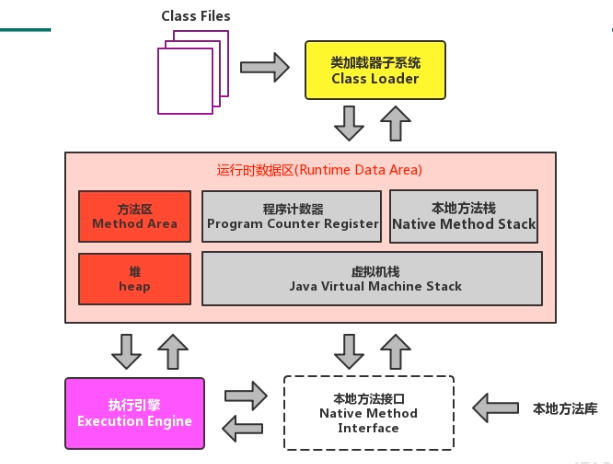 Class Files
类加载器子系统
Class Loader
运行时数据区(Runtime Data Area)
方法区
Method Area
程序计数器
Program Counter Register
本地方法栈
Native Method Stack
堆
heap
虚拟机栈
Java Virtual Machine Stack
执行引擎
Execution Engine
本地方法接口
Native Method
Interface
本地方法库